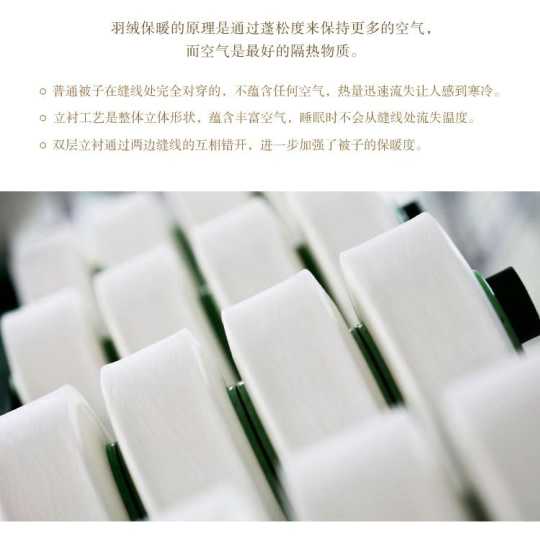 羽绒保暖的原理是通过蓬松度来保持更多的空气，
而空气是最好的隔热物质。
普通被子在缝线处完全对穿的，不蕴含任何空气，热量迅速流失让人感到寒冷。
立衬工艺是整体立体形状，蕴含丰富空气，睡眠时不会从缝线处流失温度。
双层立衬通过两边缝线的互相错开，进一步加强了被子的保暖度。